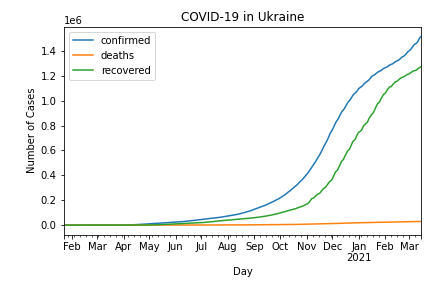 COVID-19 in Ukraine
1e6
confirmed
deaths
recovered
Number of Cases
1.4
1.2
1.0
0.8
0.6
0.4
0.2
0.0
Feb Mar Apr May Jun Jul Aug Sep Oct Nov Dec Jan Feb Mar
2021
Day